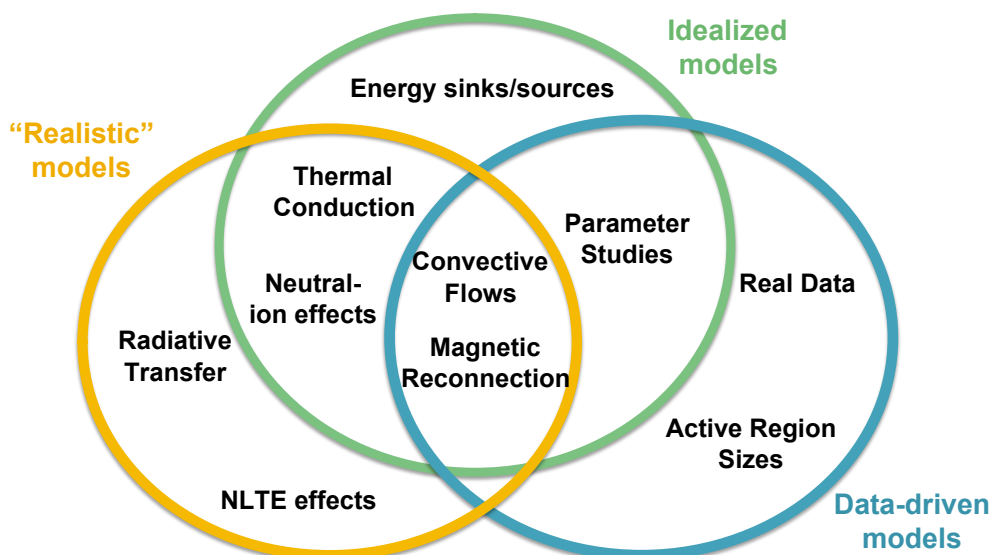 Idealized
models
Energy sinks/sources
“Realistic”
models
Thermal
Conduction
Parameter
Studies
Convective
Flows
Real Data
Neutral-
ion effects
Radiative
Transfer
Magnetic
Reconnection
Active Region
Sizes
NLTE effects
Data-driven
models